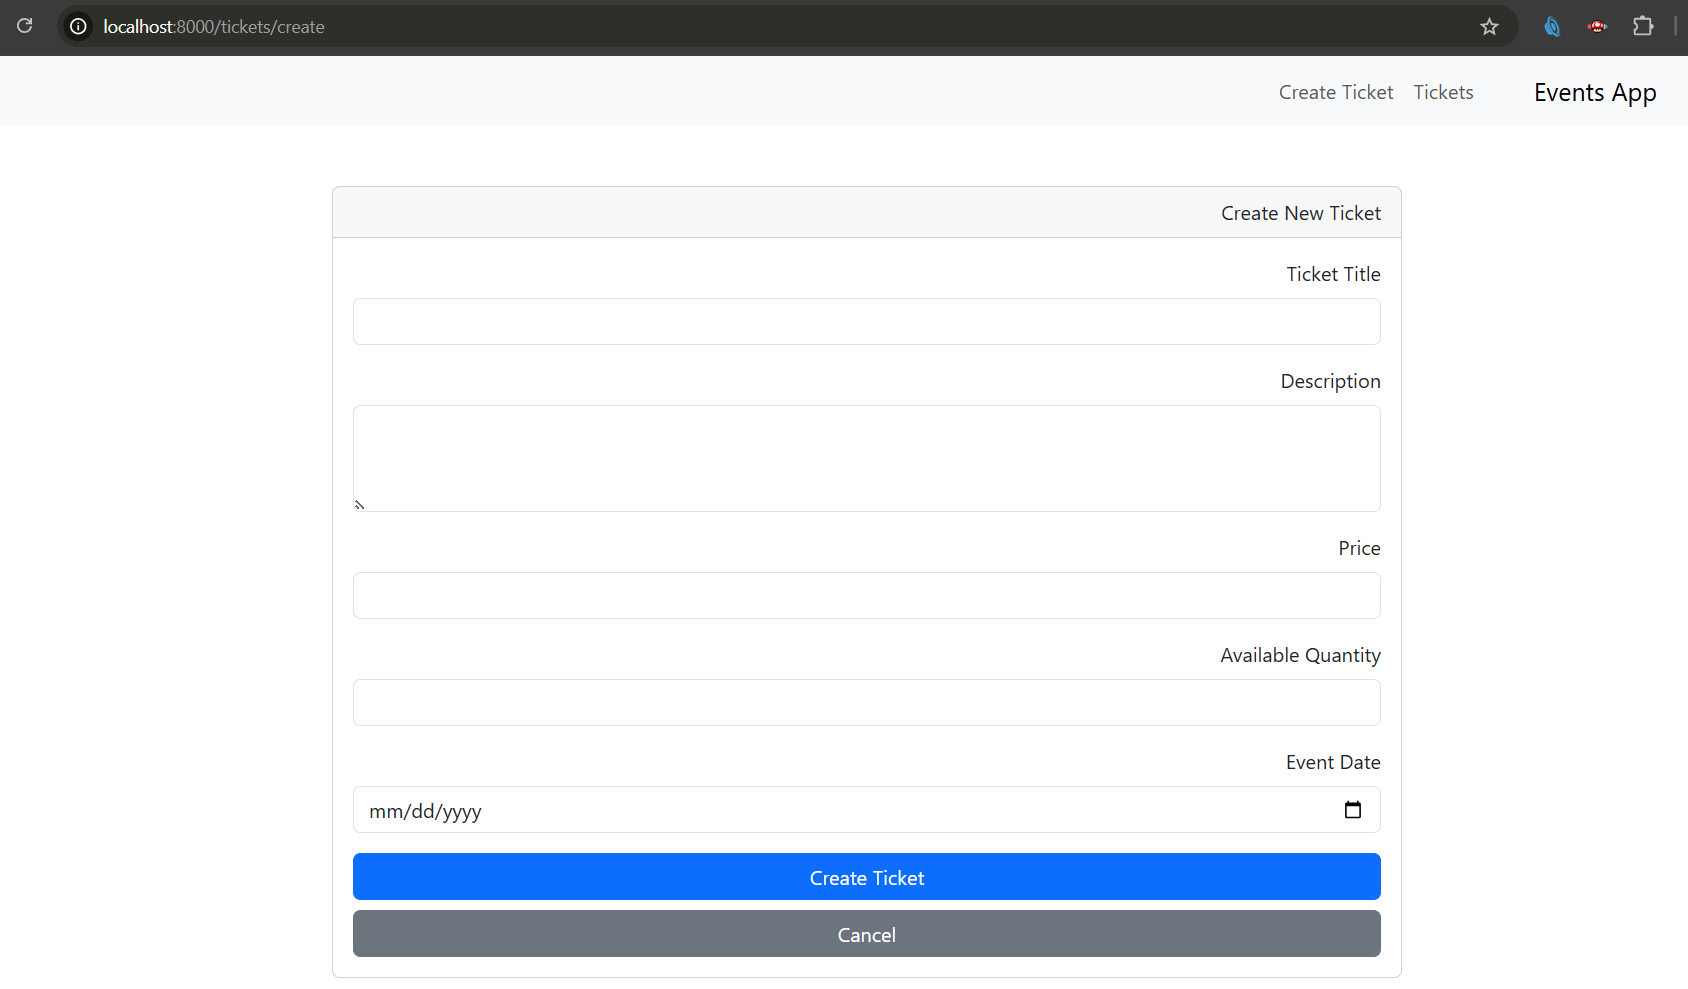 localhost:8000/tickets/create
Create Ticket Tickets Events App
Create New Ticket
Ticket Title
Description
Price
Available Quantity
Event Date
mm/dd/yyyy
Create Ticket
Cancel